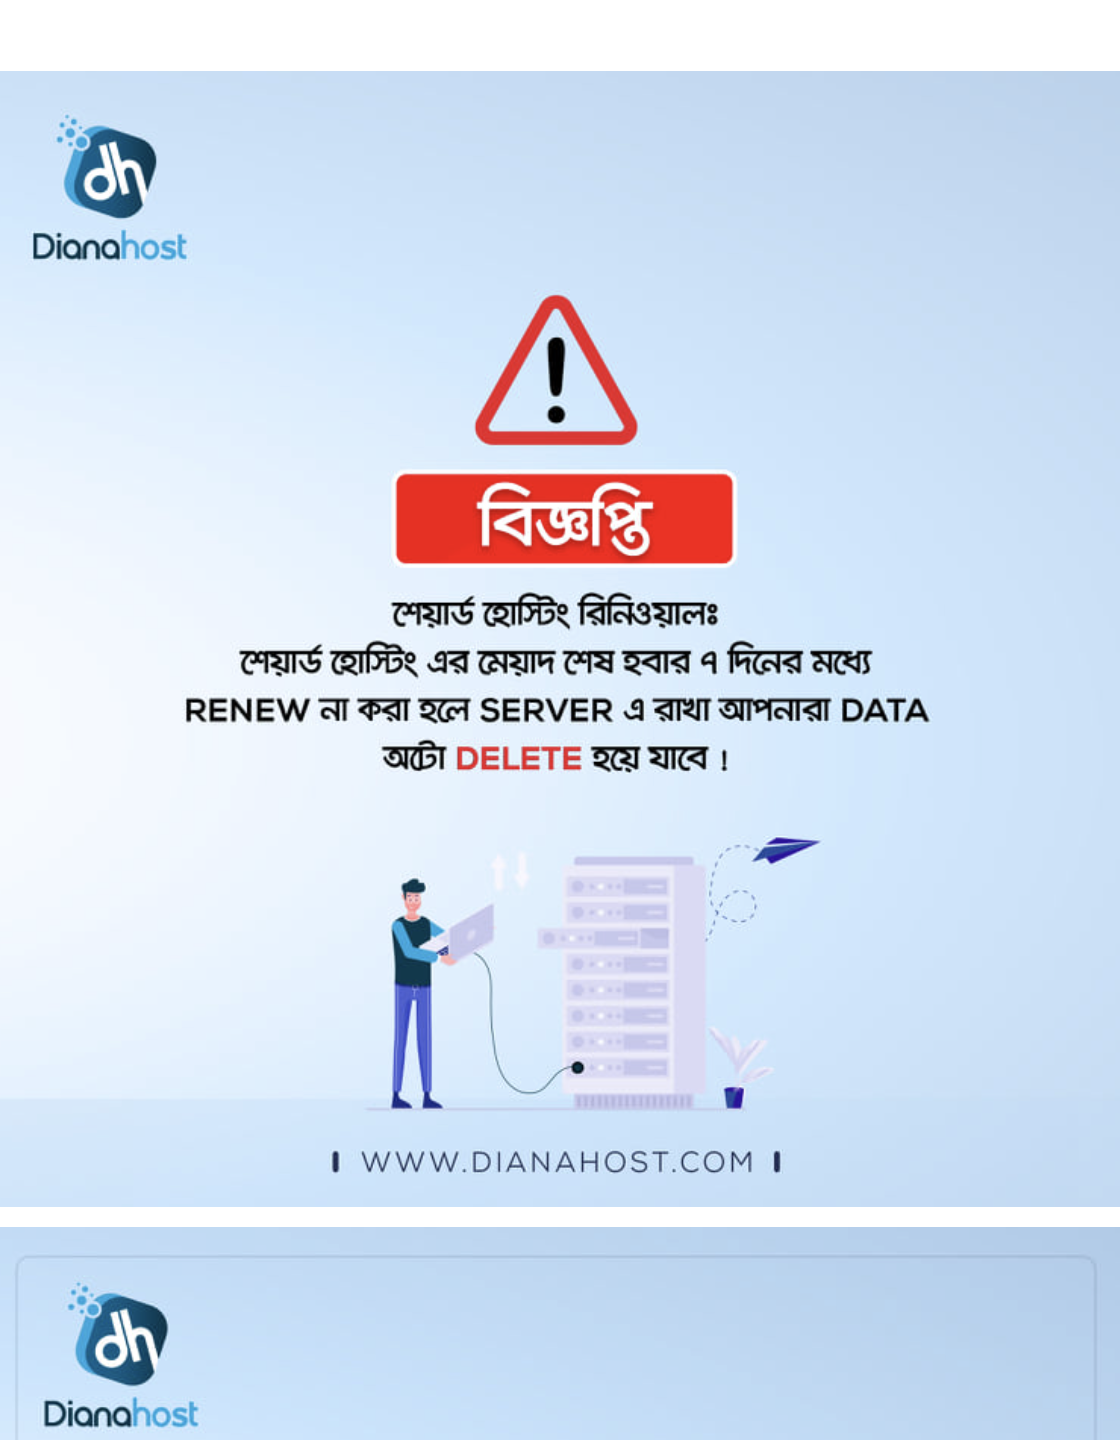 dh
Dianahost
!
বিজ্ঞপ্তি
শেয়ার্ড হোস্টিং রিনিওয়ালঃ
শেয়ার্ড হোস্টিং এর মেয়াদ শেষ হবার ৭ দিনের মধ্যে
RENEW না করা হলে SERVER এ রাখা আপনারা DATA
অটো DELETE হয়ে যাবে !
WWW.DIANAHOST.COM
dh
Dianahost